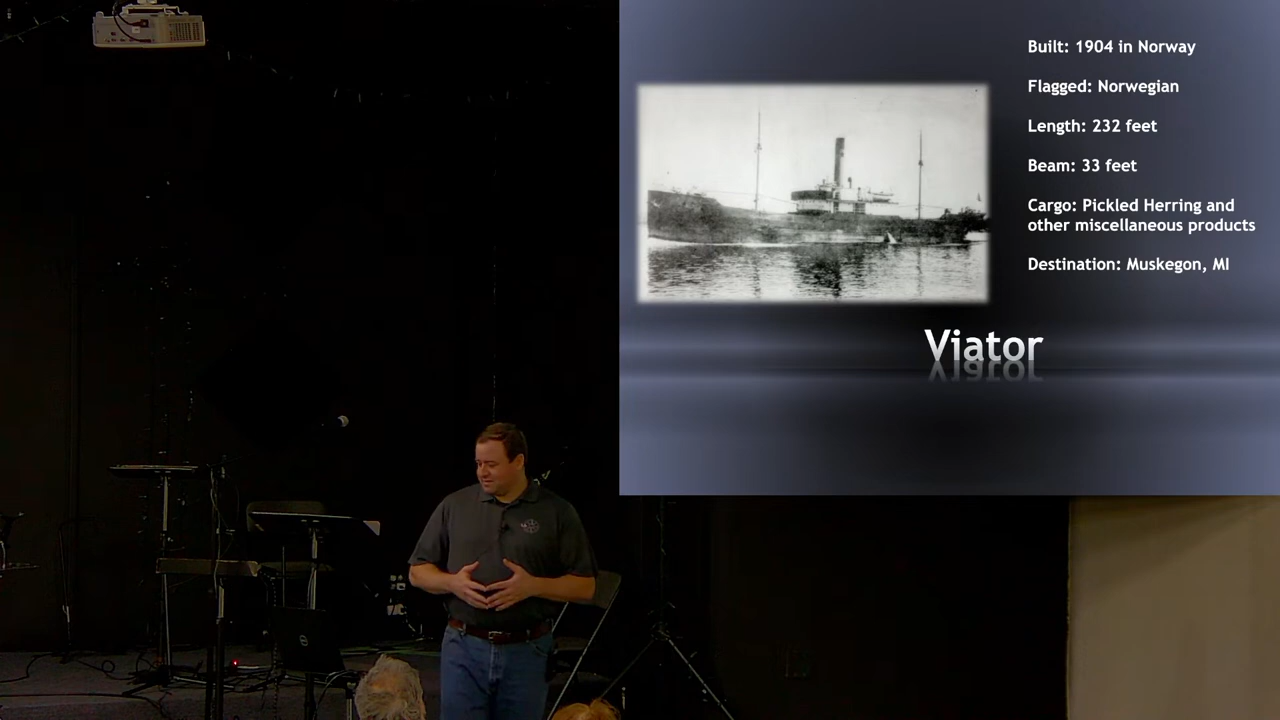 Built: 1904 in Norway
Flagged: Norwegian
Length: 232 feet
Beam: 33 feet
Cargo: Pickled Herring and
other miscellaneous products
Destination: Muskegon, MI
Viator